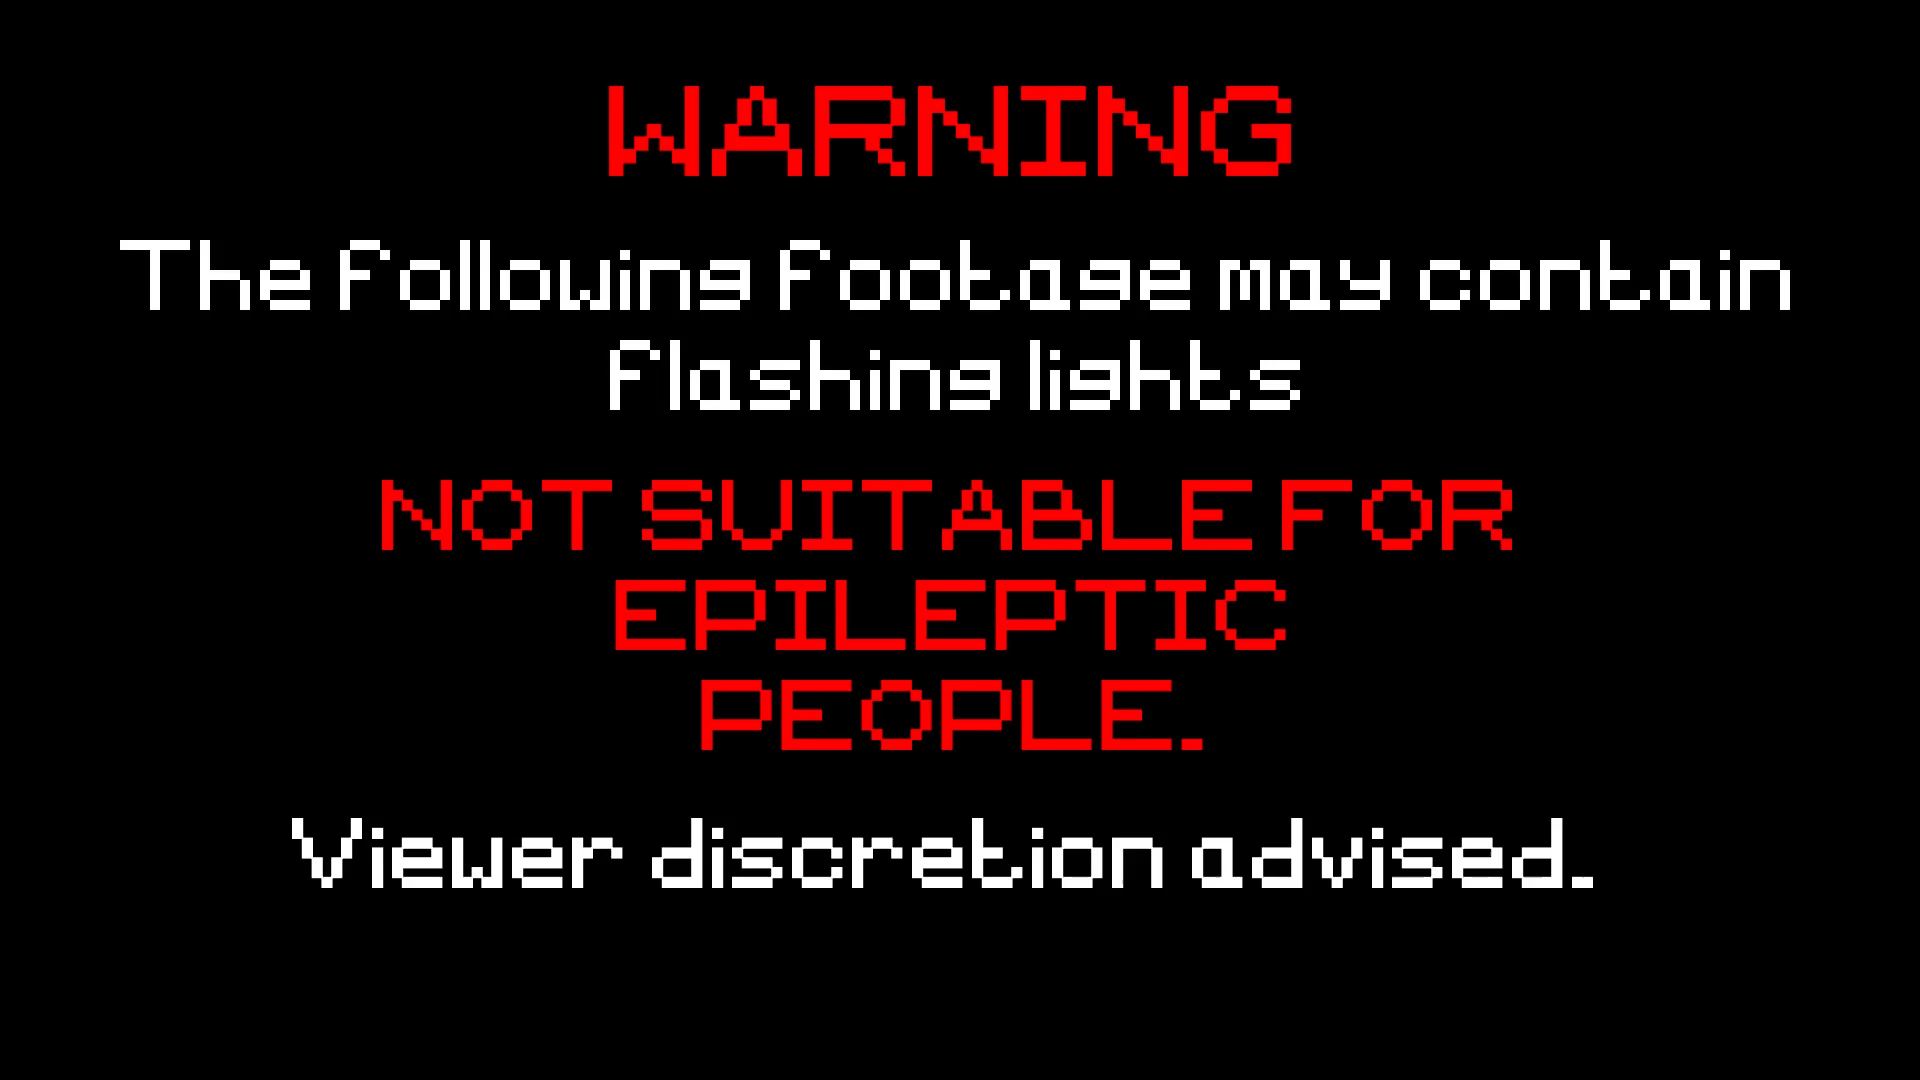 WARNING
The following footage may contain
flashing lights
NOT SUITABLE FOR
EPILEPTIC
PEOPLE.
Viewer discretion advised.